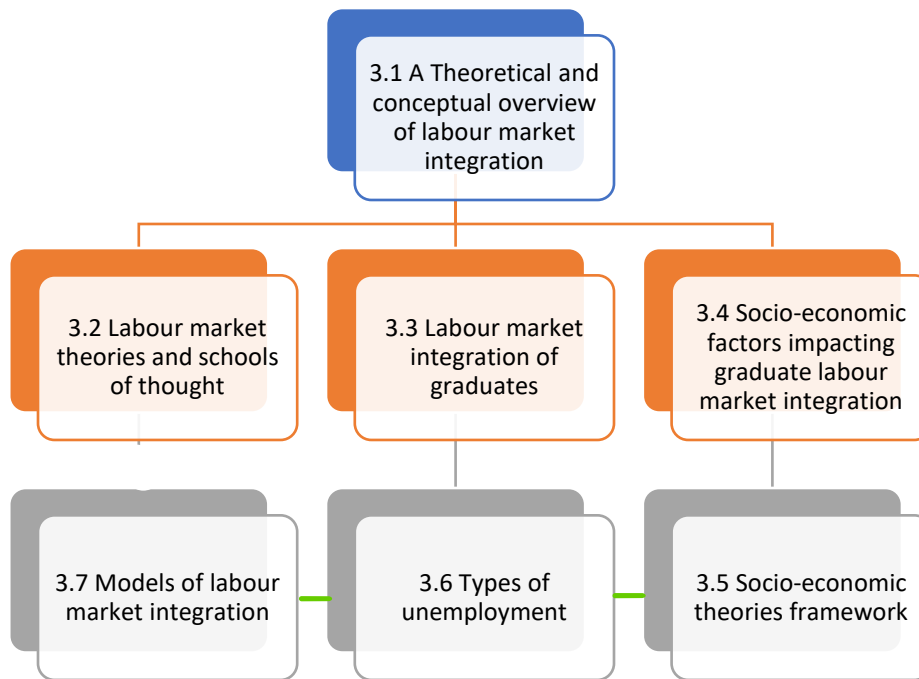 3.1 A Theoretical and
conceptual overview
of labour market
integration
3.2 Labour market
theories and schools
of thought
3.3 Labour market
integration of
graduates
3.4 Socio-economic
factors impacting
graduate labour
market integration
3.7 Models of labour
market integration
3.6 Types of
unemployment
3.5 Socio-economic
theories framework